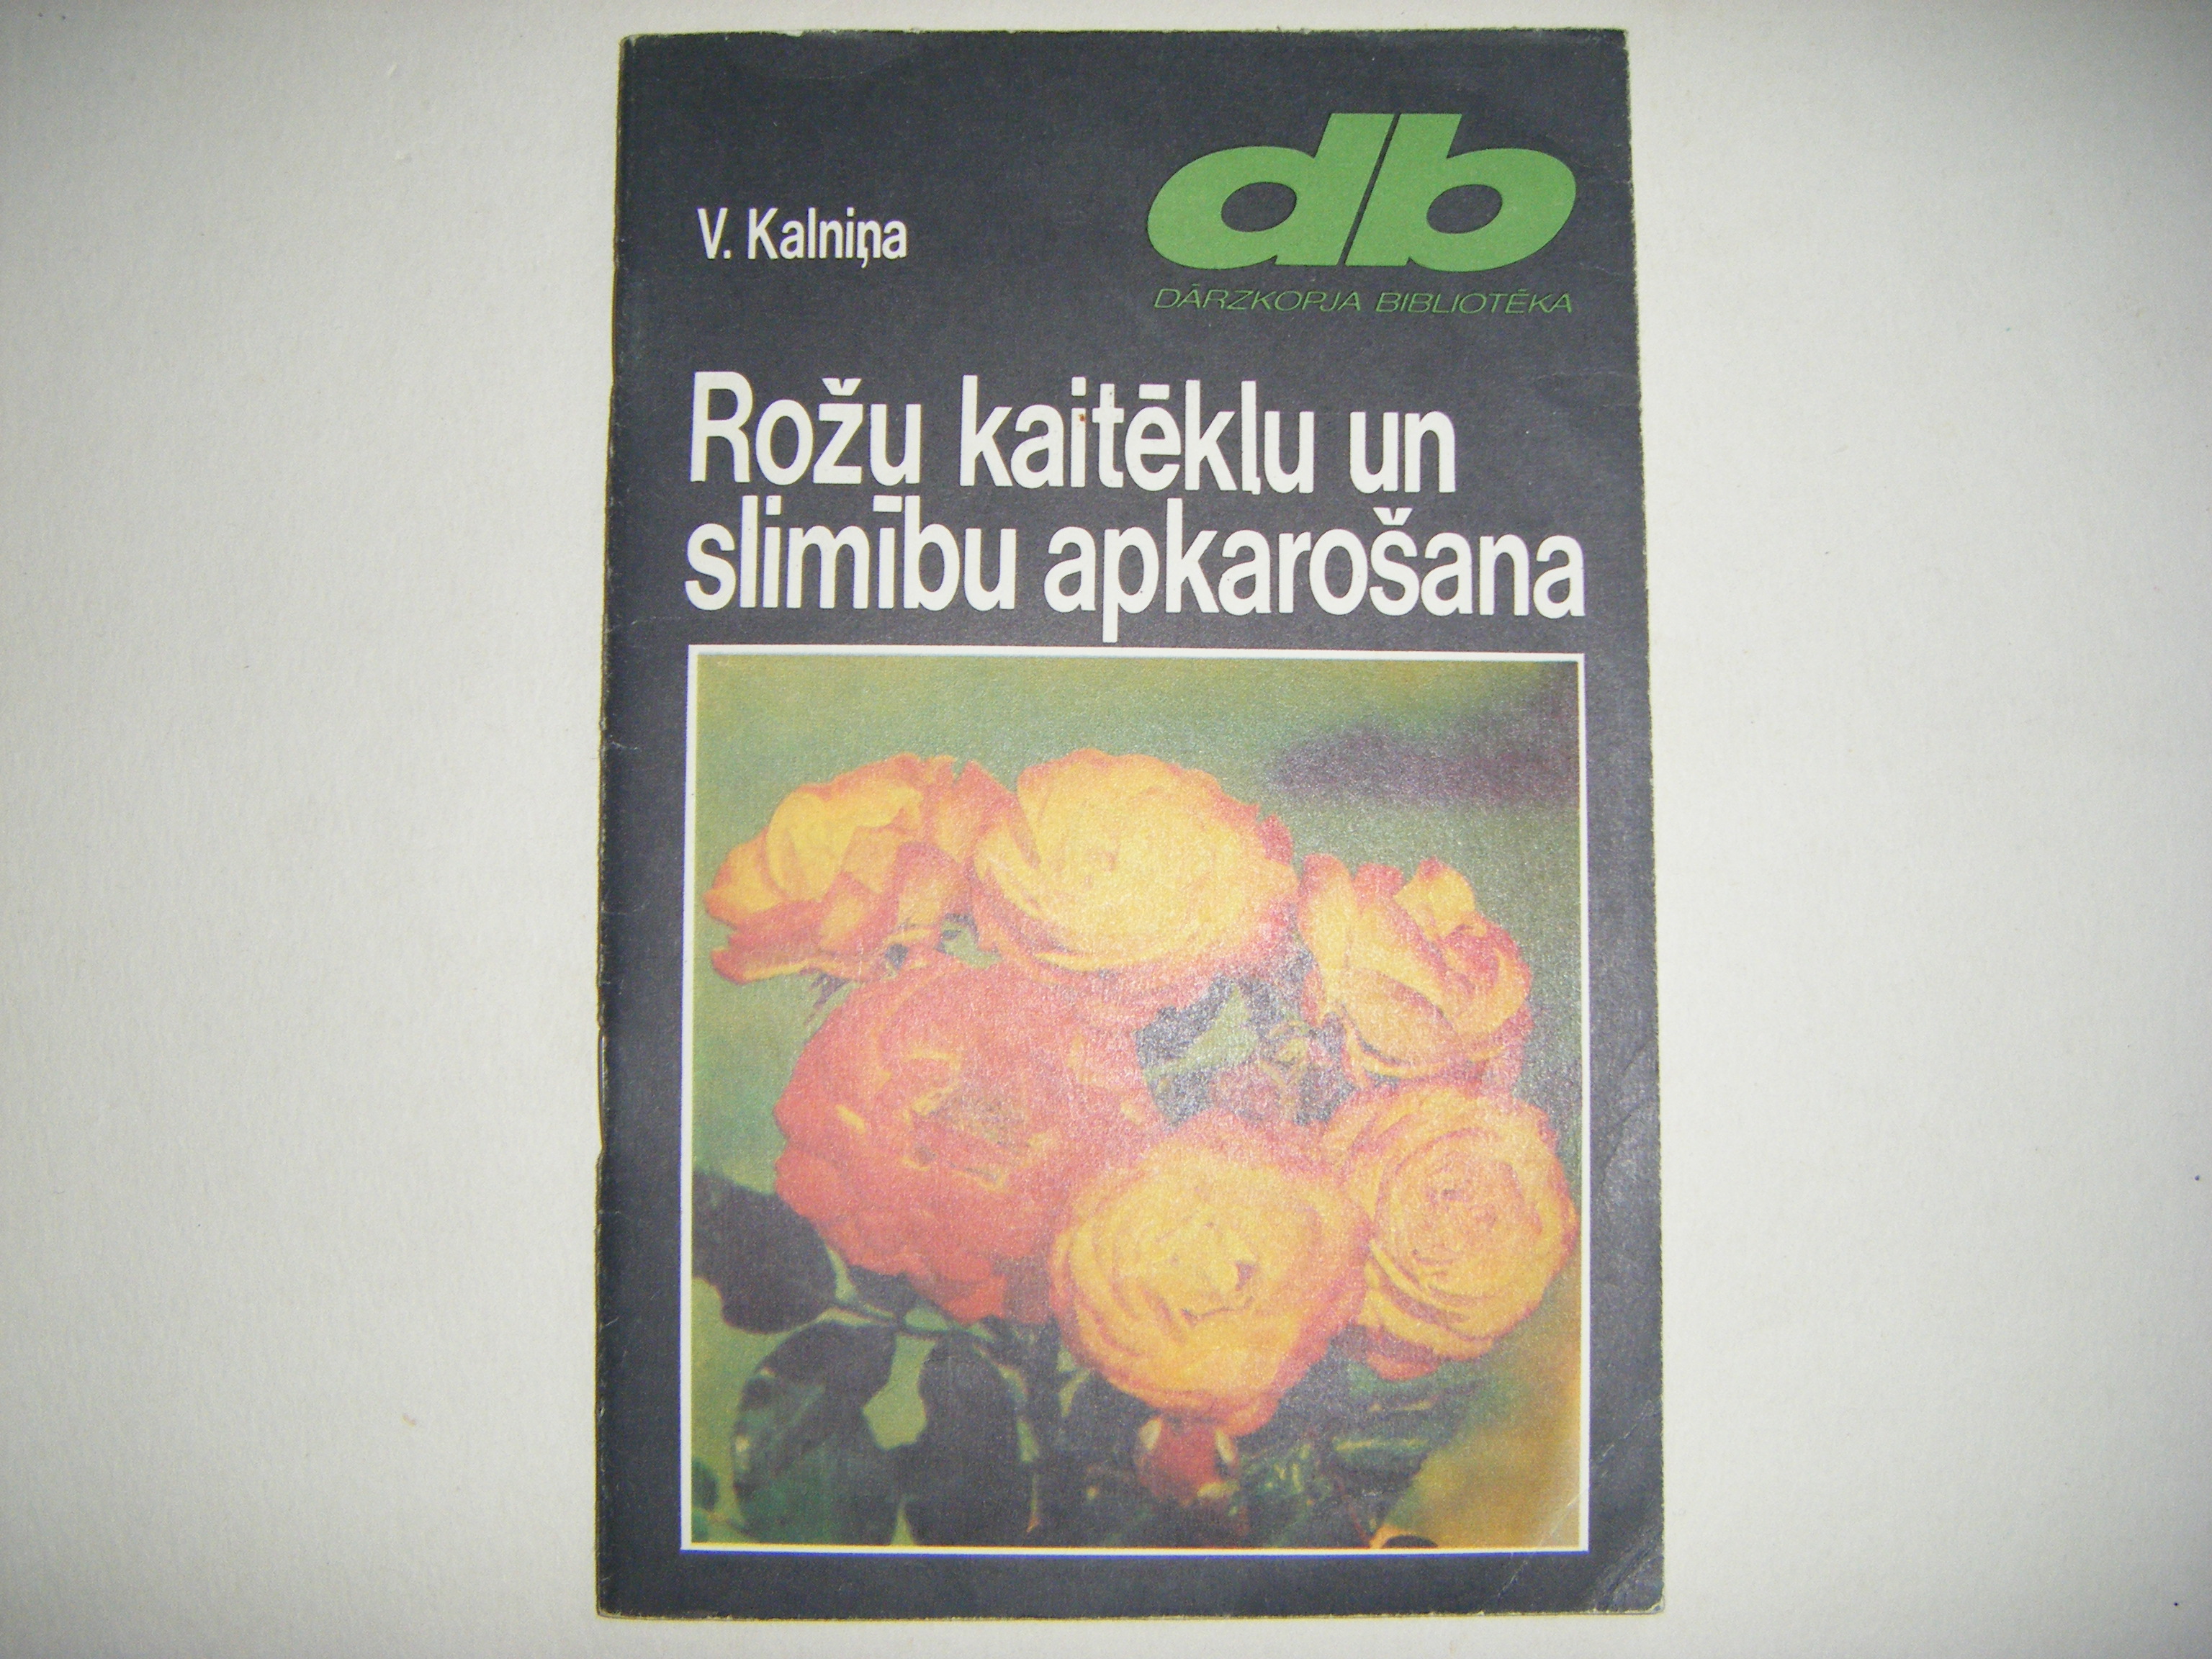 V. Kalniņa
db
DĀRZKOPJA BIBLIOTĒKA
Rožu kaitēkļu un
slimību apkarošana